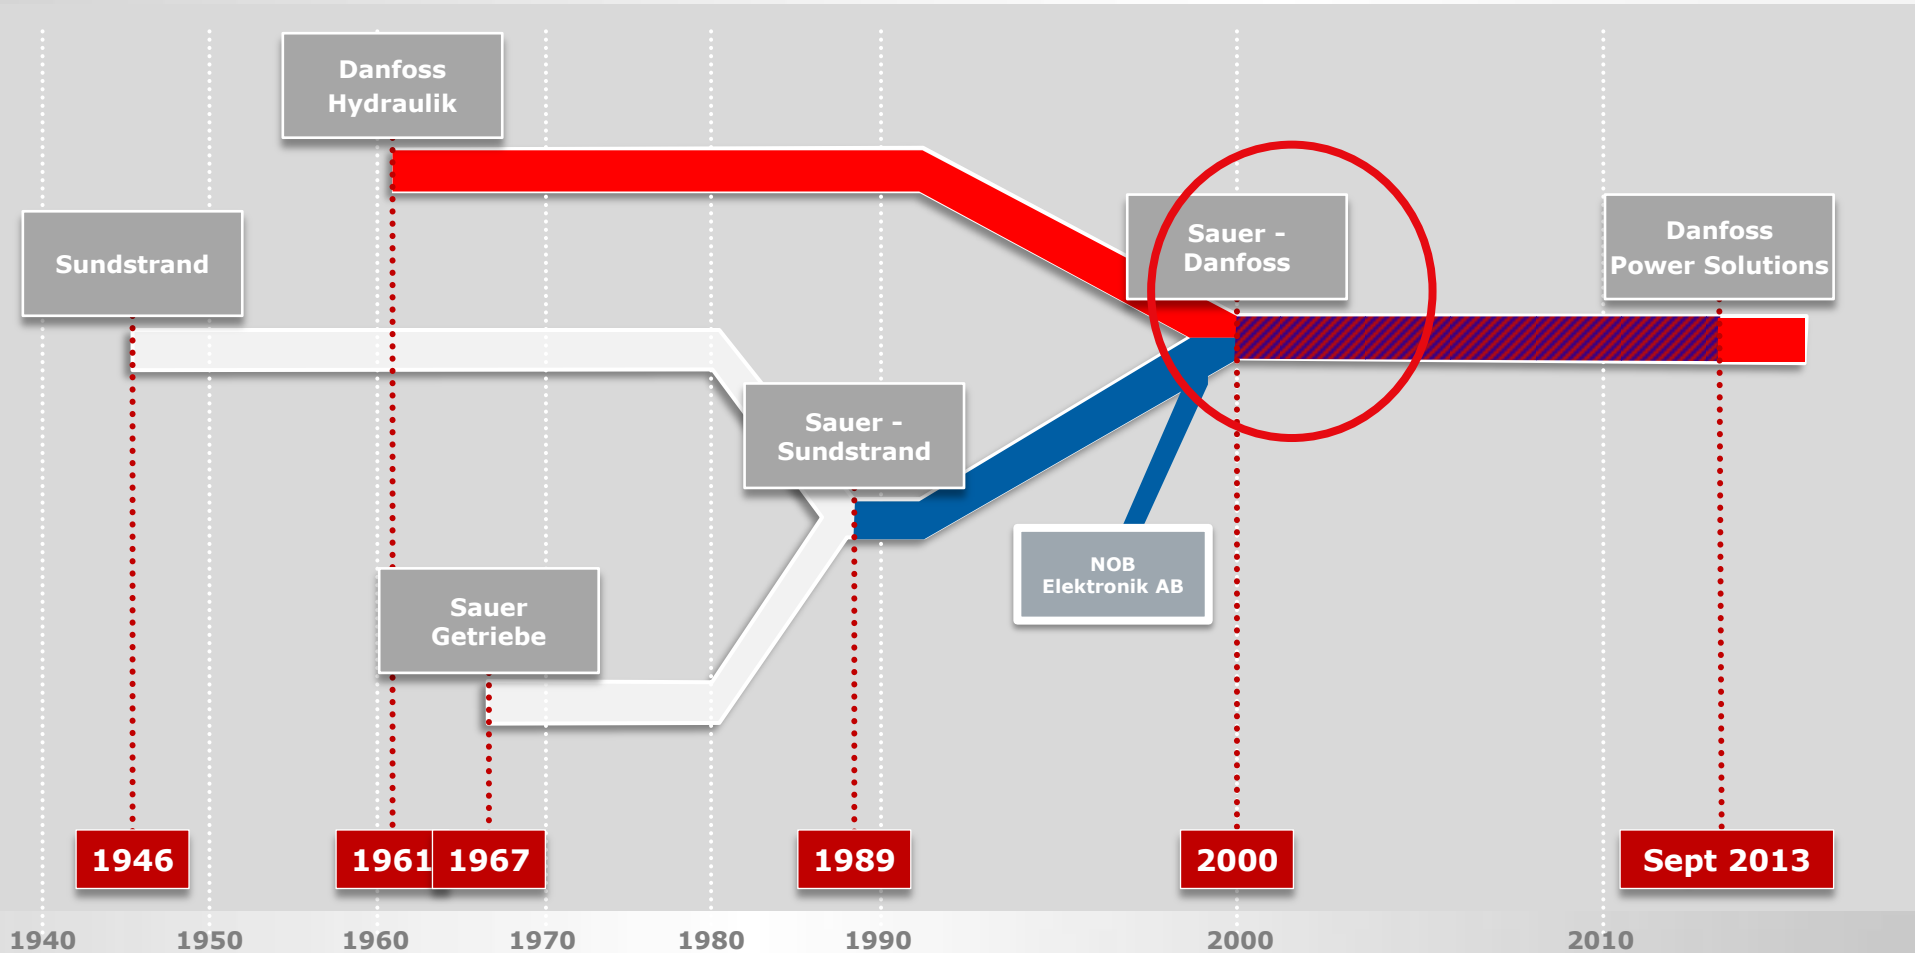 Danfoss
Hydraulik
Sundstrand
Sauer -
Danfoss
Danfoss
Power Solutions
Sauer -
Sundstrand
NOB
Elektronik AB
Sauer
Getriebe
1946
1961
1967
1989
2000
Sept 2013
1940
1950
1960
1970
1980
1990
2000
2010